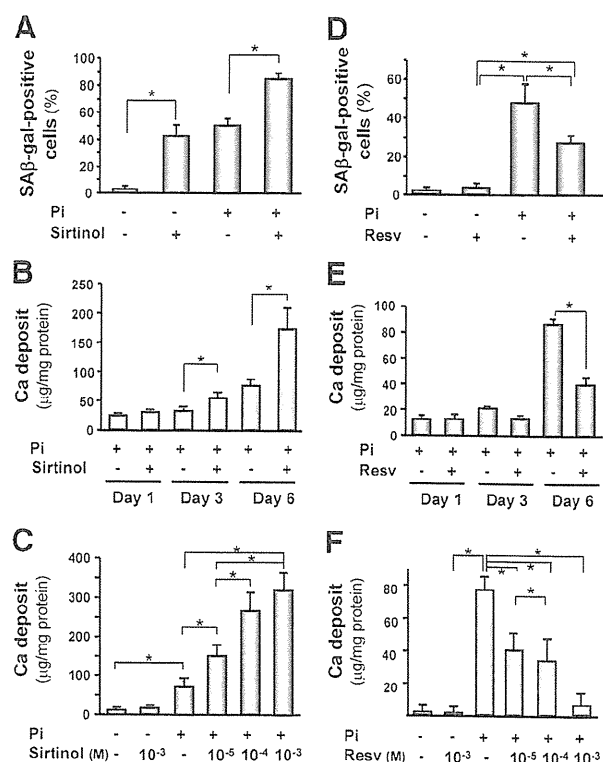 A
SAβ-gal-positive
cells (%)
*
*
100
80
60
40
20
0
Pi - - + +
Sirtinol - + - +
B
Ca deposit
(µg/mg protein)
*
*
250
200
150
100
50
0
Pi + + + + + +
Sirtinol - + - + - +
Day 1 Day 3 Day 6
C
Ca deposit
(µg/mg protein)
*
*
*
*
*
400
300
200
100
0
Pi - - + + + +
Sirtinol (M) - 10⁻³ - 10⁻⁵ 10⁻⁴ 10⁻³
D
SAβ-gal-positive
cells (%)
*
*
*
60
40
20
0
Pi - - + +
Resv - + - +
E
Ca deposit
(µg/mg protein)
*
100
80
60
40
20
0
Pi + + + + + +
Resv - + - + - +
Day 1 Day 3 Day 6
F
Ca deposit
(µg/mg protein)
*
*
*
*
*
80
60
40
20
Pi - - + + + +
Resv (M) - 10⁻³ - 10⁻⁵ 10⁻⁴ 10⁻³